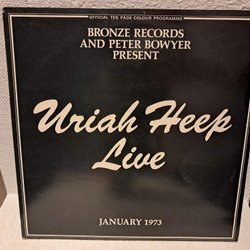 OFFICIAL TEN PAGE COLOUR PROGRAMME
BRONZE RECORDS
AND PETER BOWYER
PRESENT
Uriah Heep
Live
JANUARY 1973